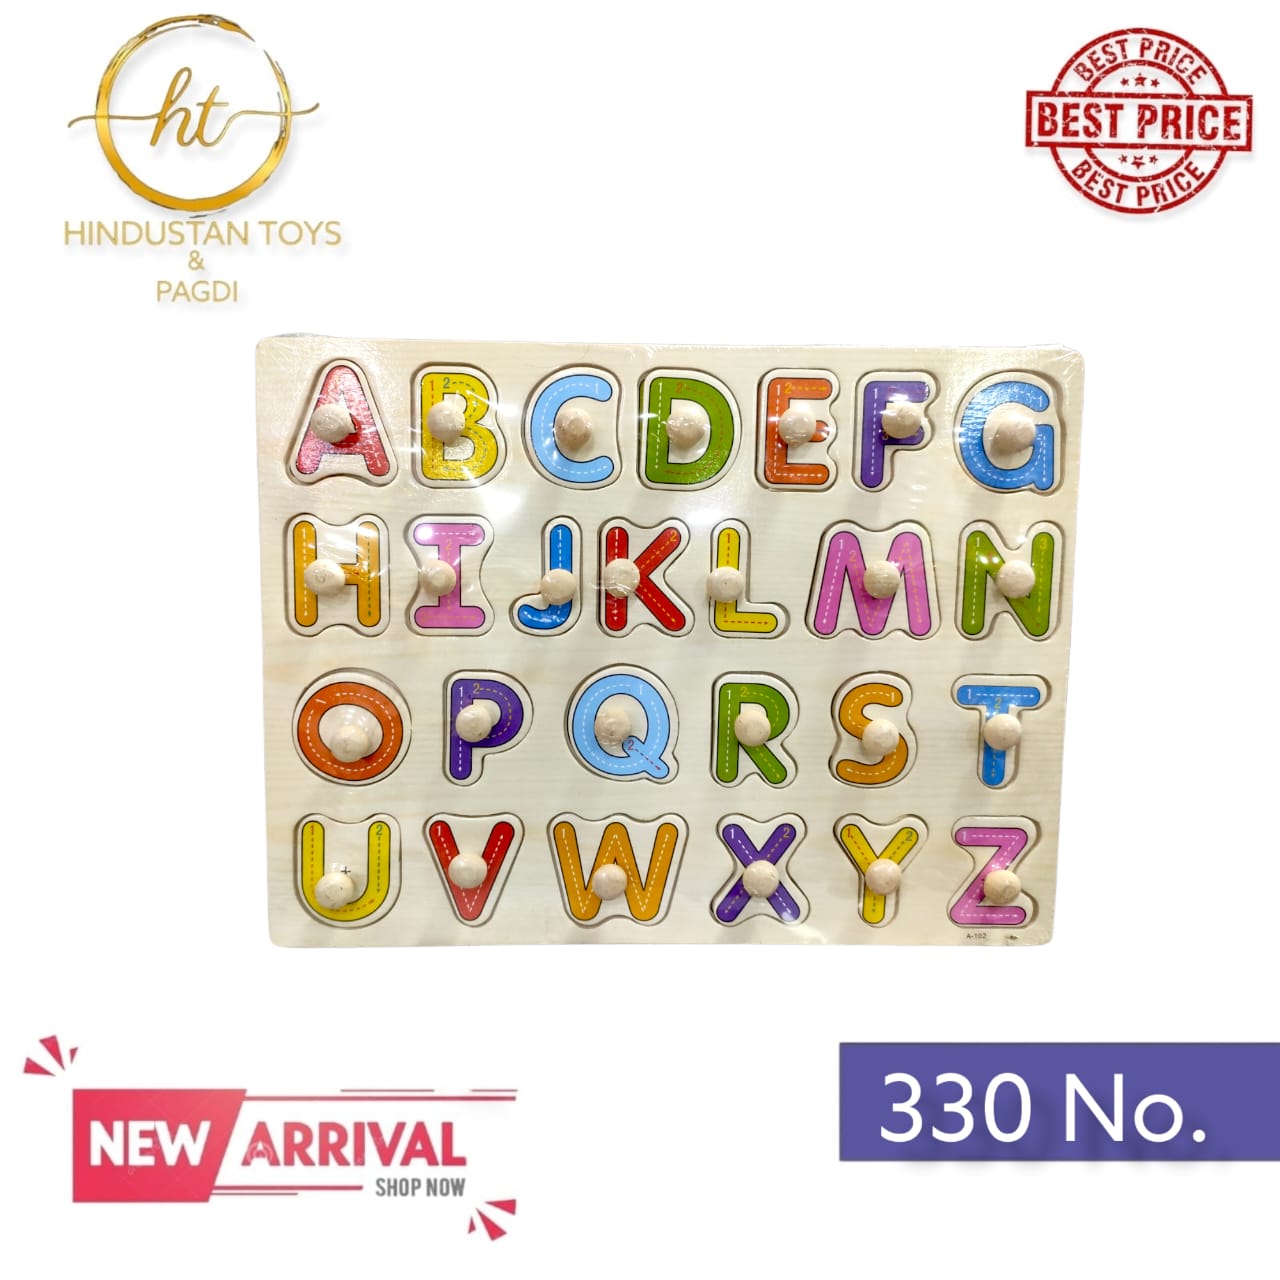 ht
HINDUSTAN TOYS
&
PAGDI
BEST PRICE
BEST PRICE
BEST PRICE
A B C D E F G
H I J K L M N
O P Q R S T
U V W X Y Z
A-102
NEW ARRIVAL
SHOP NOW
330 No.